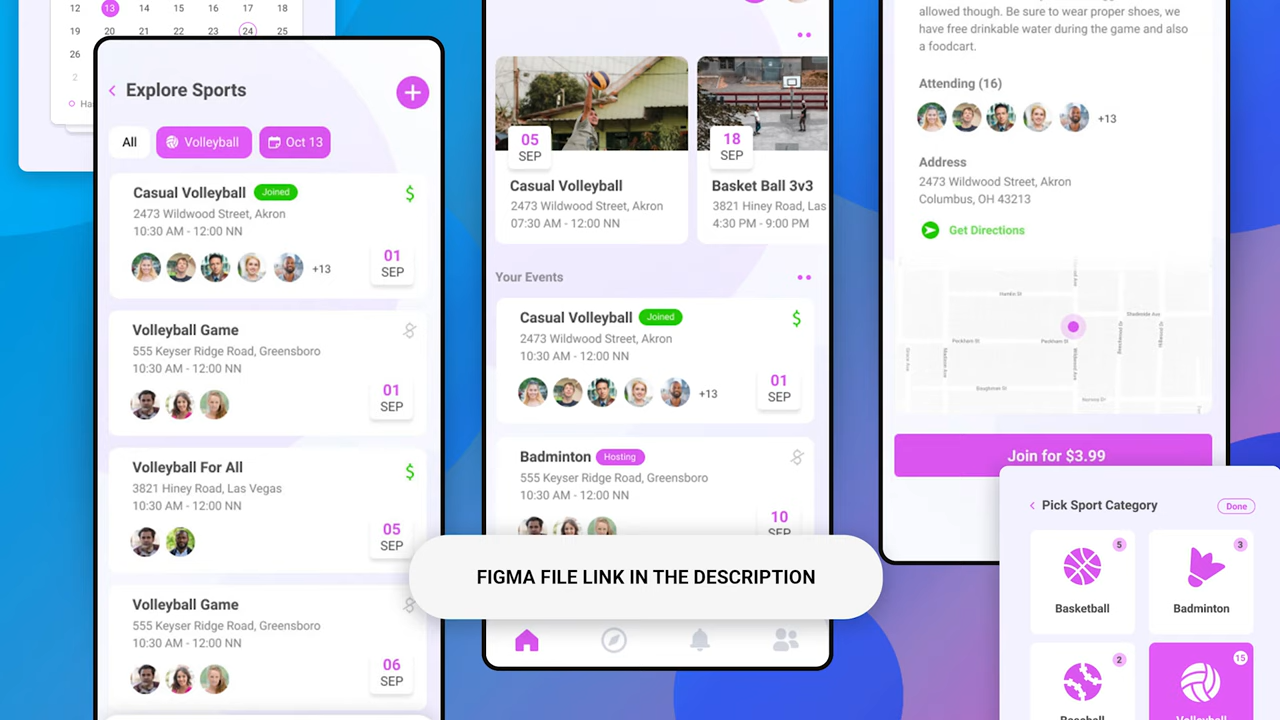 12 13 14 15 16 17 18
19 20 21 22 23 24 25
26
2
Explore Sports
All
Volleyball
Oct 13
Casual Volleyball
Joined
$
2473 Wildwood Street, Akron
10:30 AM - 12:00 NN
+13
01
SEP
Volleyball Game
555 Keyser Ridge Road, Greensboro
10:30 AM - 12:00 NN
01
SEP
Volleyball For All
$
3821 Hiney Road, Las Vegas
10:30 AM - 12:00 NN
05
SEP
Volleyball Game
555 Keyser Ridge Road, Greensboro
10:30 AM - 12:00 NN
06
SEP
05
SEP
Casual Volleyball
2473 Wildwood Street, Akron
07:30 AM - 12:00 NN
18
SEP
Basket Ball 3v3
3821 Hiney Road, Las
4:30 PM - 9:00 PM
Your Events
Casual Volleyball
Joined
$
2473 Wildwood Street, Akron
10:30 AM - 12:00 NN
+13
01
SEP
Badminton
Hosting
555 Keyser Ridge Road, Greensboro
10:30 AM - 12:00 NN
10
SEP
FIGMA FILE LINK IN THE DESCRIPTION
allowed though. Be sure to wear proper shoes, we
have free drinkable water during the game and also
a foodcart.
Attending (16)
+13
Address
2473 Wildwood Street, Akron
Columbus, OH 43213
Get Directions
Peckham St
Peckham St
Join for $3.99
Pick Sport Category
Done
5
Basketball
3
Badminton
2
Baseball
15
Volleyball